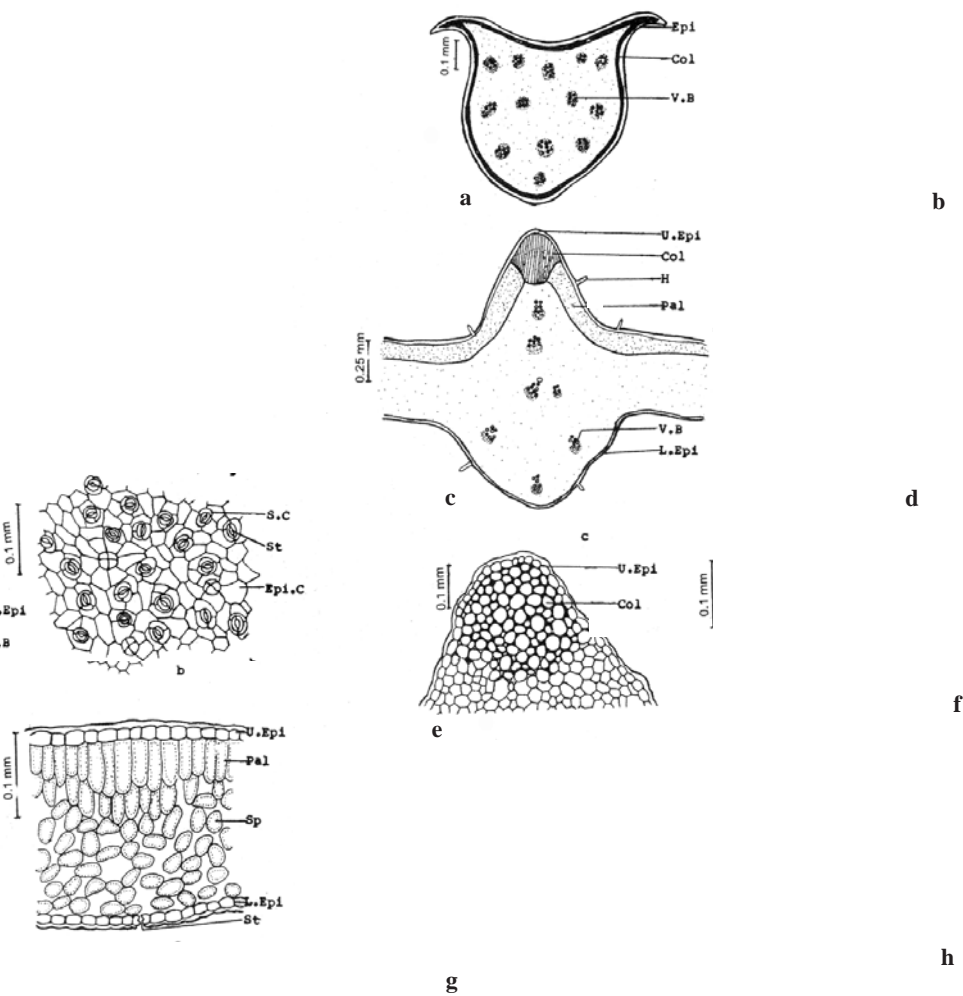 Epi
0.1 mm
Col
V.B
a
b
U.Epi
Col
H
Pal
0.25 mm
V.B
L.Epi
c
d
c
S.C
0.1 mm
St
Epi.C
.Epi
.B
b
U.Epi
0.1 mm
Col
0.1 mm
e
f
U.Epi
Pal
0.1 mm
Sp
L.Epi
St
g
h